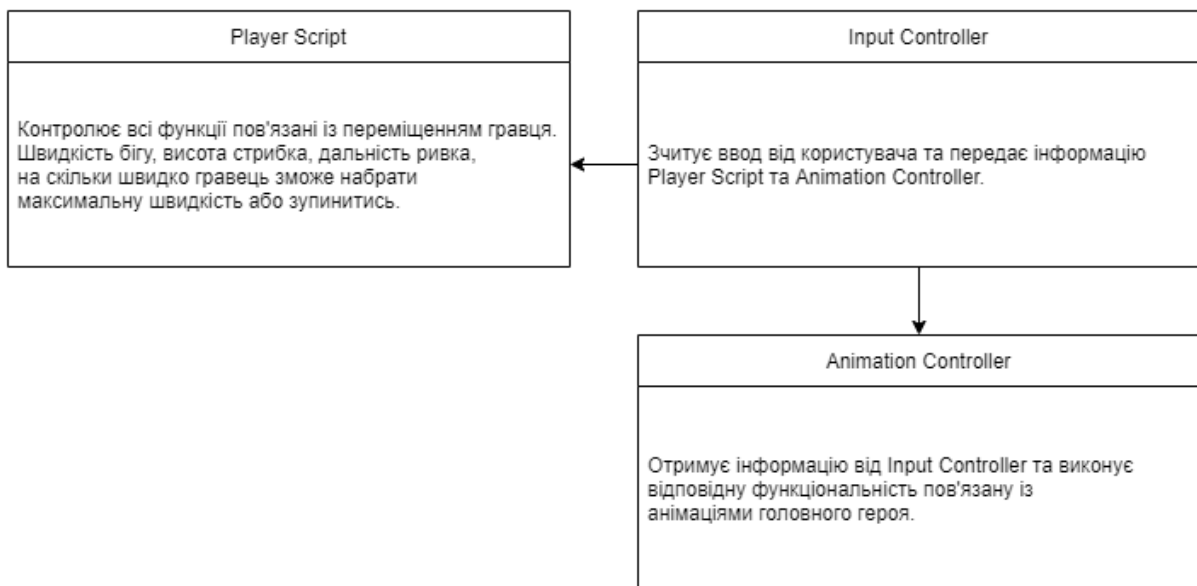 Player Script
Контролює всі функції пов'язані із переміщенням гравця.
Швидкість бігу, висота стрибка, дальність ривка,
на скільки швидко гравець зможе набрати
максимальну швидкість або зупинитись.
Input Controller
Зчитує ввод від користувача та передає інформацію
Player Script та Animation Controller.
Animation Controller
Отримує інформацію від Input Controller та виконує
відповідну функціональність пов'язану із
анімаціями головного героя.